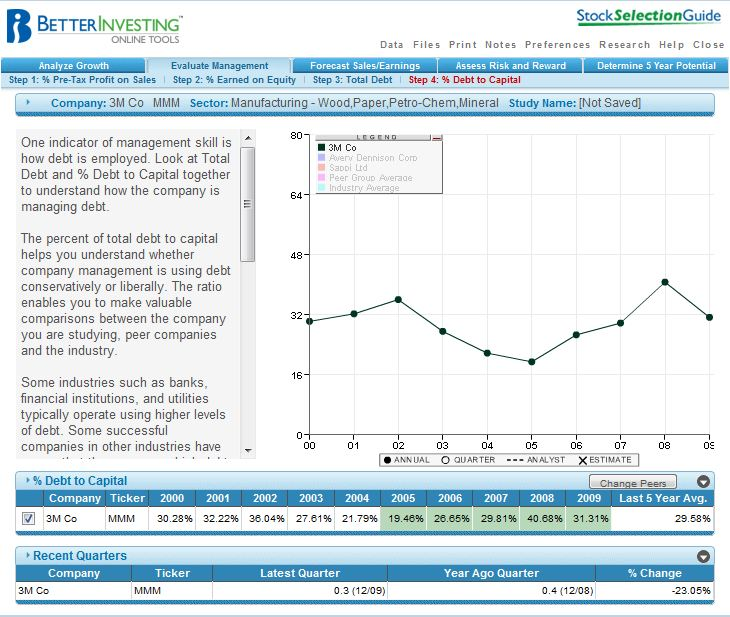 BETTERINVESTING™
ONLINE TOOLS
StockSelectionGuide
Data Files Print Notes Preferences Research Help Close
Analyze Growth Evaluate Management Forecast Sales/Earnings Assess Risk and Reward Determine 5 Year Potential
Step 1: % Pre-Tax Profit on Sales Step 2: % Earned on Equity Step 3: Total Debt Step 4: % Debt to Capital
Company: 3M Co MMM Sector: Manufacturing - Wood,Paper,Petro-Chem,Mineral Study Name: [Not Saved]
One indicator of management skill is
how debt is employed. Look at Total
Debt and % Debt to Capital together
to understand how the company is
managing debt.
The percent of total debt to capital
helps you understand whether
company management is using debt
conservatively or liberally. The ratio
enables you to make valuable
comparisons between the company
you are studying, peer companies
and the industry.
Some industries such as banks,
financial institutions, and utilities
typically operate using higher levels
of debt. Some successful
companies in other industries have
LEGEND
3M Co
Avery Dennison Corp
Sappi Ltd
Peer Group Average
Industry Average
80
64
48
32
16
0
00 01 02 03 04 05 06 07 08 09
ANNUAL QUARTER ANALYST ESTIMATE
% Debt to Capital Change Peers
Company Ticker 2000 2001 2002 2003 2004 2005 2006 2007 2008 2009 Last 5 Year Avg.
3M Co MMM 30.28% 32.22% 36.04% 27.61% 21.79% 19.46% 26.65% 29.81% 40.68% 31.31% 29.58%
Recent Quarters
Company Ticker Latest Quarter Year Ago Quarter % Change
3M Co MMM 0.3 (12/09) 0.4 (12/08) -23.05%